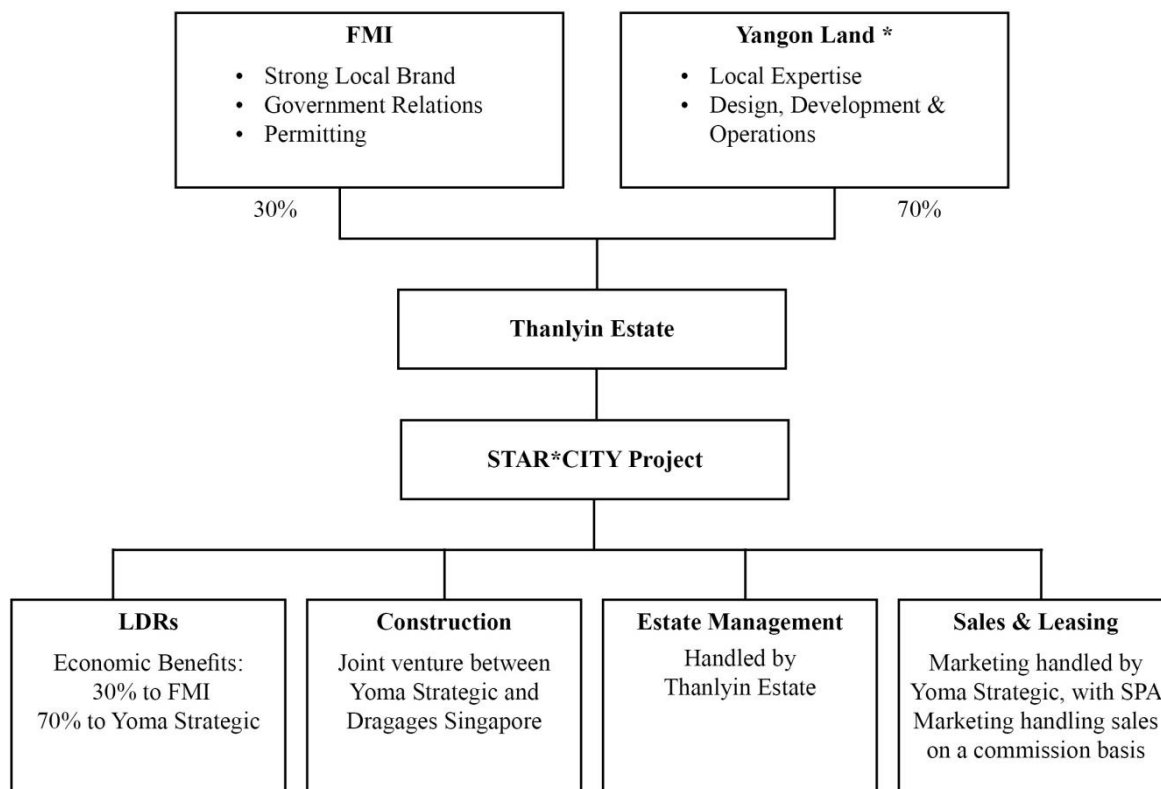 FMI
• Strong Local Brand
• Government Relations
• Permitting
Yangon Land *
• Local Expertise
• Design, Development &
Operations
30%
70%
Thanlyin Estate
STAR*CITY Project
LDRs
Economic Benefits:
30% to FMI
70% to Yoma Strategic
Construction
Joint venture between
Yoma Strategic and
Dragages Singapore
Estate Management
Handled by
Thanlyin Estate
Sales & Leasing
Marketing handled by
Yoma Strategic, with SPA
Marketing handling sales
on a commission basis